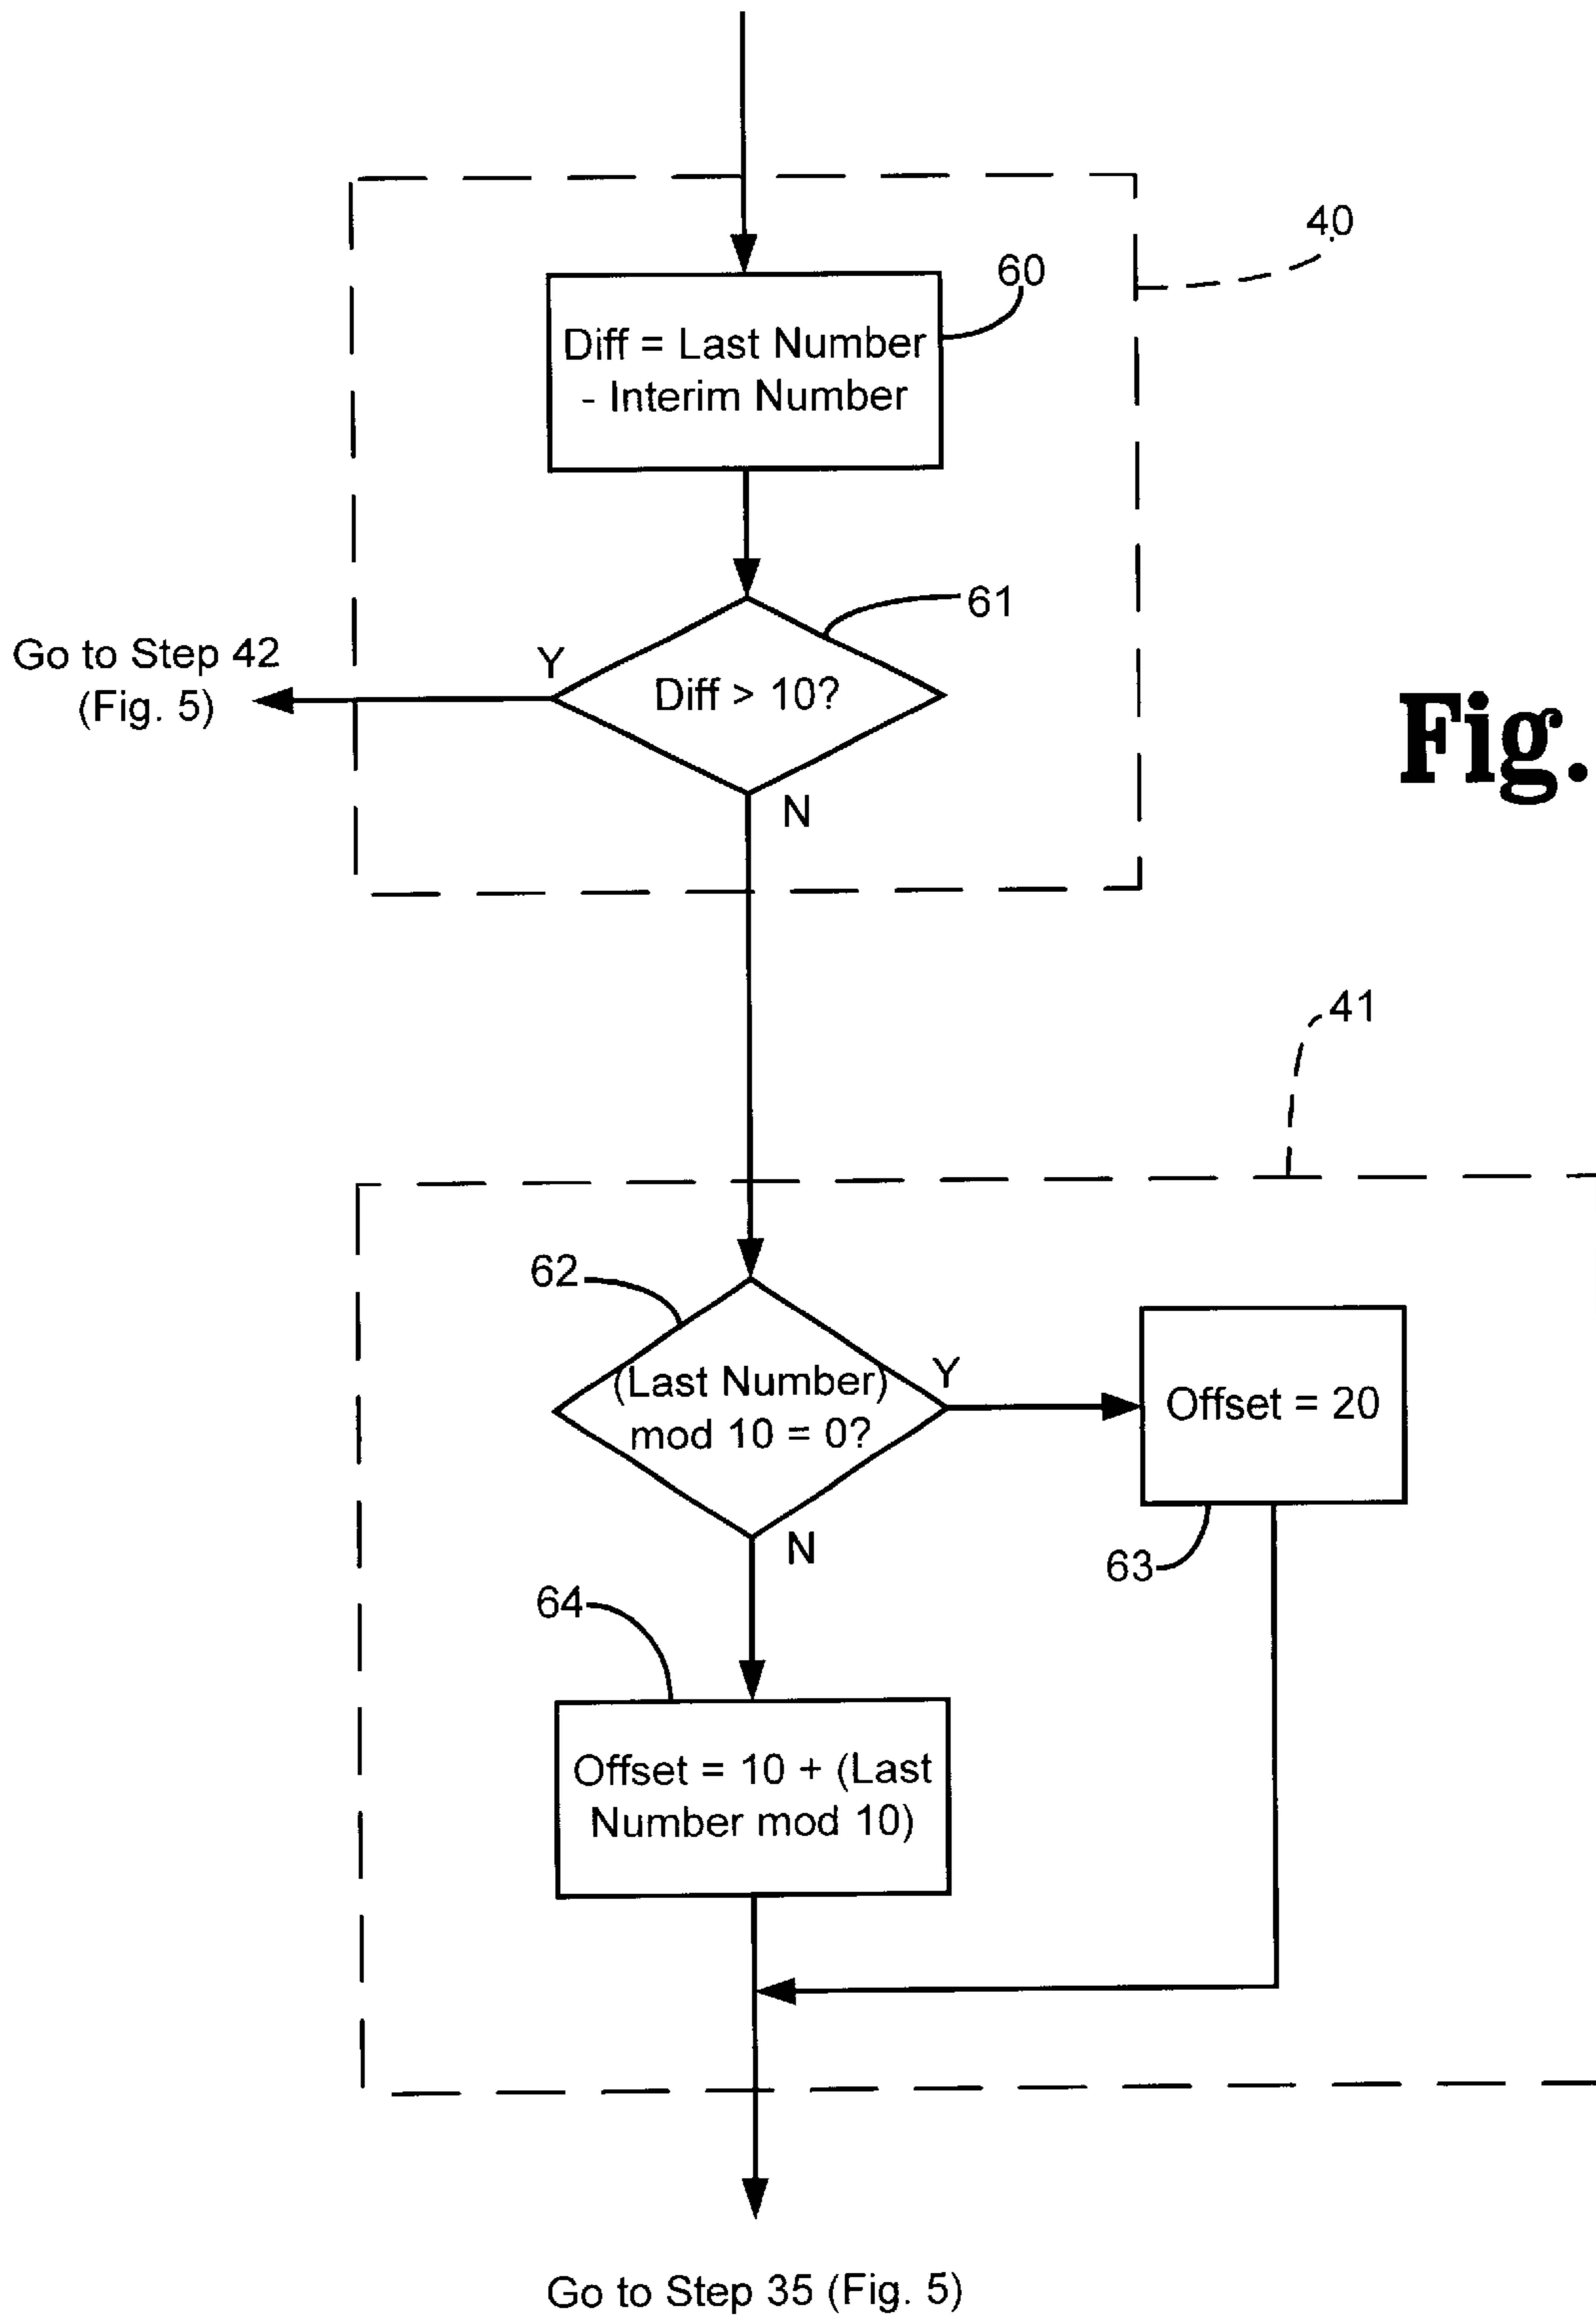 40
60
Diff = Last Number
- Interim Number
61
Go to Step 42
(Fig. 5)
Y
Diff > 10?
N
Fig.
41
62
(Last Number)
mod 10 = 0?
Y
Offset = 20
N
63
64
Offset = 10 + (Last
Number mod 10)
Go to Step 35 (Fig. 5)